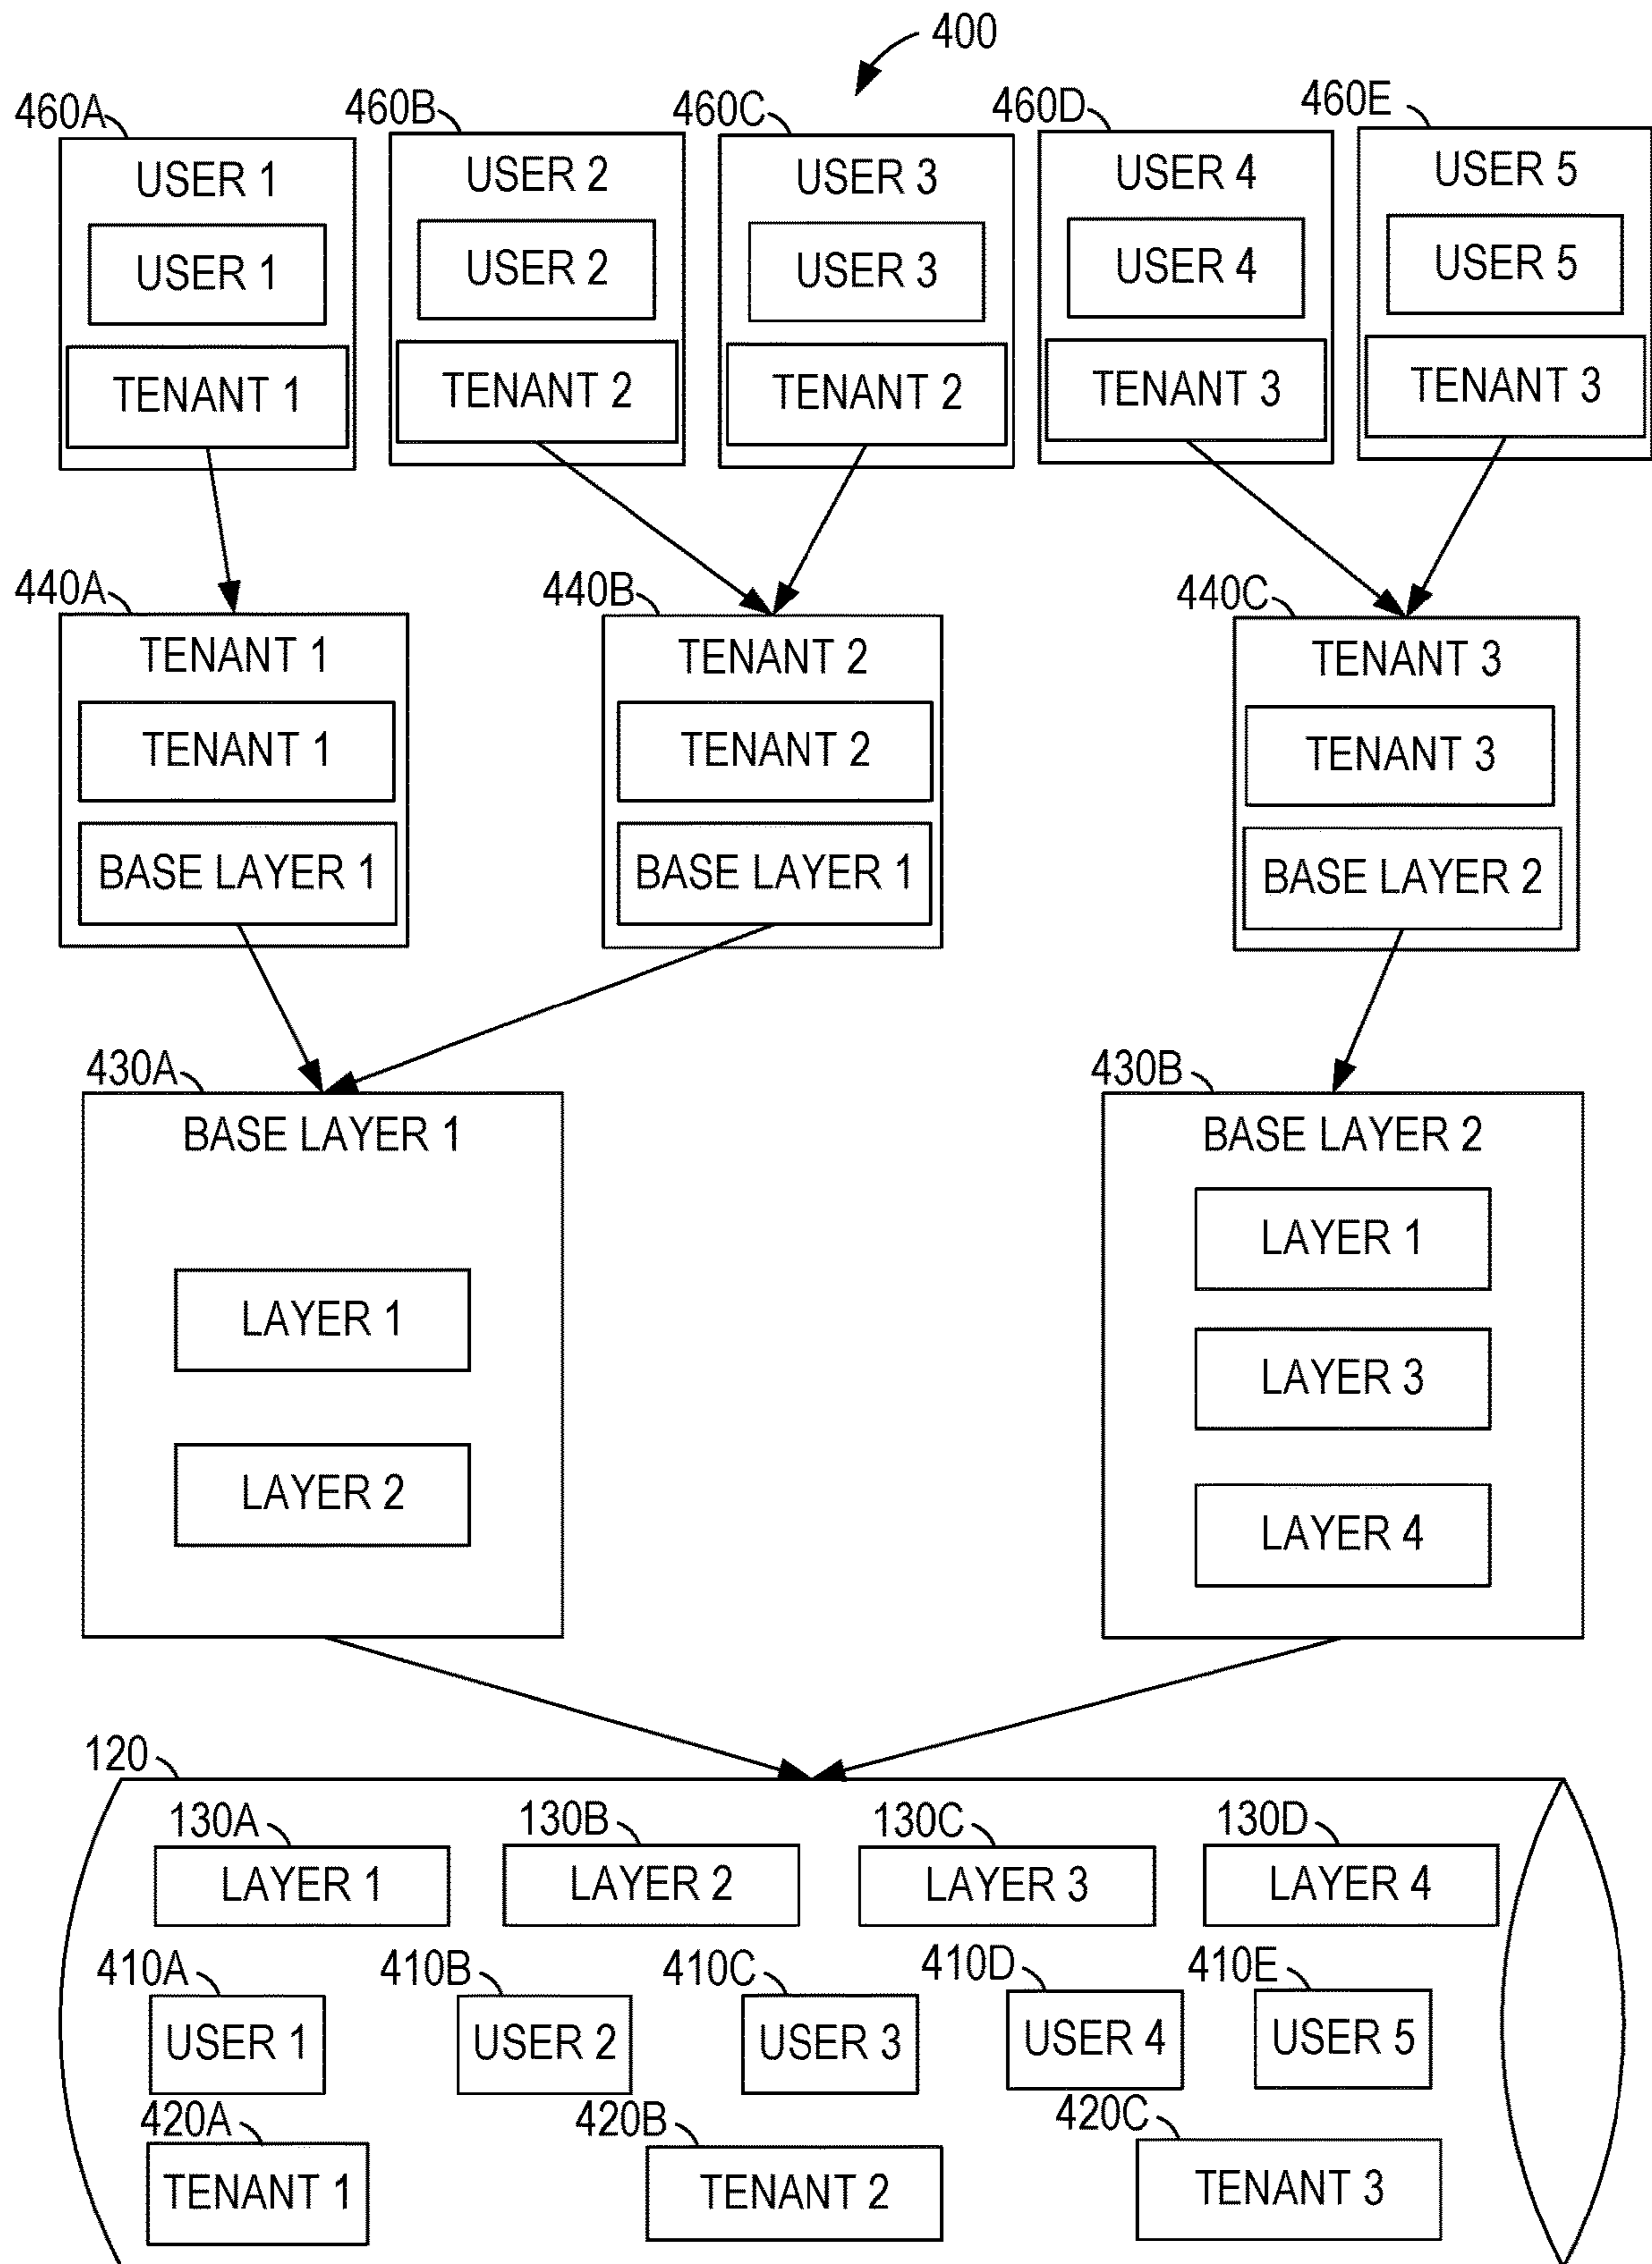 400
460A
460B
460C
460D
460E
USER 1
USER 2
USER 3
USER 4
USER 5
USER 1
USER 2
USER 3
USER 4
USER 5
TENANT 1
TENANT 2
TENANT 2
TENANT 3
TENANT 3
440A
440B
440C
TENANT 1
TENANT 2
TENANT 3
TENANT 1
TENANT 2
TENANT 3
BASE LAYER 1
BASE LAYER 1
BASE LAYER 2
430A
430B
BASE LAYER 1
BASE LAYER 2
LAYER 1
LAYER 2
LAYER 1
LAYER 3
LAYER 4
120
130A
130B
130C
130D
LAYER 1
LAYER 2
LAYER 3
LAYER 4
410A
410B
410C
410D
410E
USER 1
USER 2
USER 3
USER 4
USER 5
420A
420B
420C
TENANT 1
TENANT 2
TENANT 3